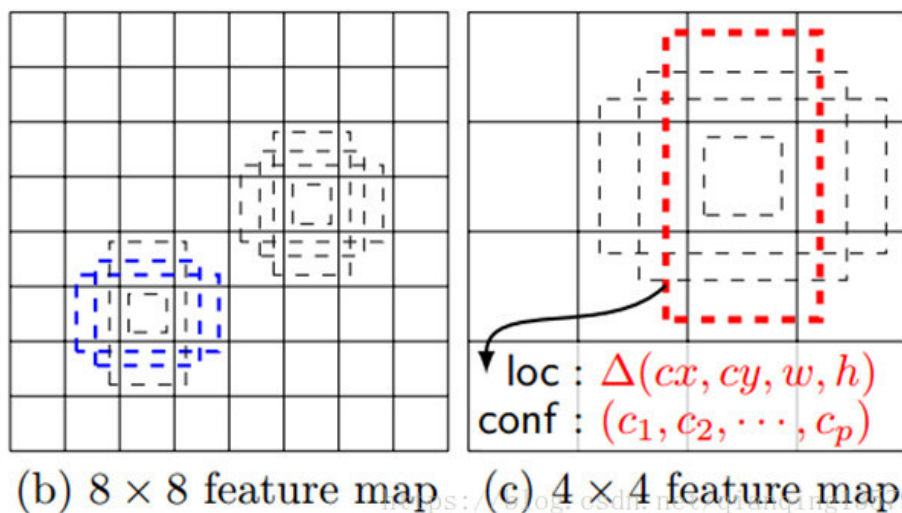 loc : Δ(cx, cy, w, h)
conf : (c₁, c₂, ⋯, cₚ)
(b) 8 × 8 feature map
(c) 4 × 4 feature map